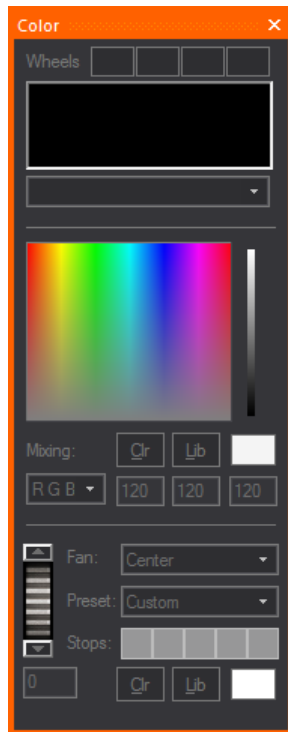 Color
Wheels
Mixing: Clr Lib
R G B 120 120 120
Fan: Center
Preset: Custom
Stops:
0 Clr Lib